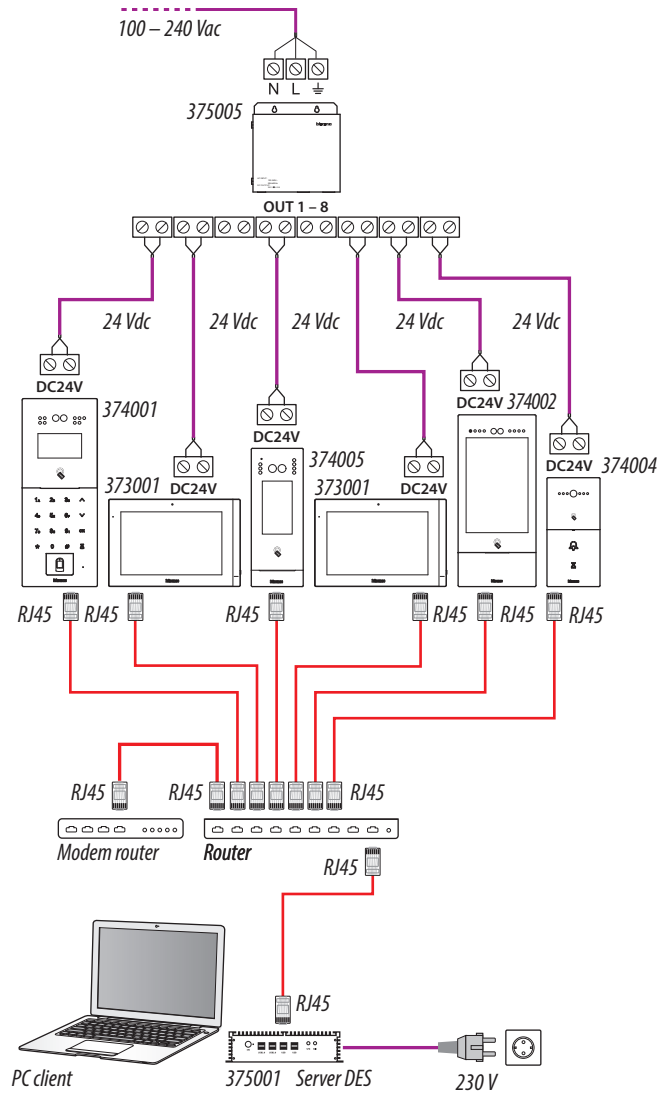 100 – 240 Vac
N L
375005
OUT 1 – 8
24 Vdc 24 Vdc 24 Vdc 24 Vdc 24 Vdc
DC24V
374001
DC24V 374002
DC24V
374005
DC24V 374004
373001 DC24V
373001 DC24V
RJ45 RJ45 RJ45 RJ45 RJ45 RJ45
RJ45 RJ45 RJ45
Modem router Router
RJ45
RJ45
PC client 375001 Server DES 230 V